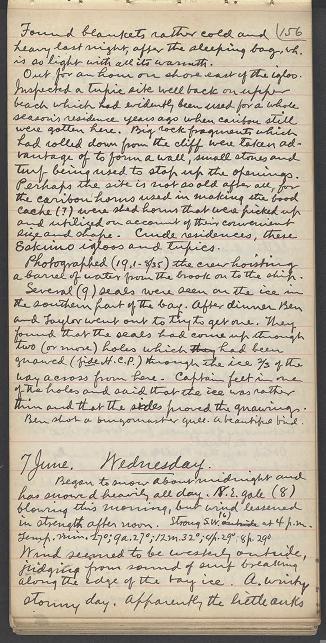 Found blankets rather cold and 156
heavy last night, after the sleeping bag, wh.
is as light with all its warmth.
Out for an hour on shore east of the igloos.
Inspected a tupic site well back on upper
beach which had evidently been used for a whole
season's residence years ago when caribou still
were gotten here. Big rock fragments which
had rolled down from the cliff were taken ad-
vantage of to form a wall, small stones and
turf being used to stop up the openings.
Perhaps the site is not so old after all, for
the caribou horns used in making the food
cache (?) were shed horns that were picked up
and utilized on account of their convenient
size and shape. Crude residences, these
Eskimo igloos and tupics.
Photographed (19, 1-8/35) the crew hoisting
a barrel of water from the brook on to the ship.
Several (9) seals were seen on the ice in
the southern part of the bay. After dinner Ben
and Taylor went out to try to get one. They
found that the seals had come up through
two (or more) holes which they had been
gnawed (fide H.C.P.) through the ice 2/3 of the
way across from here. Captain felt in one
of the holes and said that the ice was rather
thin and that the sides proved the gnawings.
Ben shot a burgomaster gull. A beautiful bird.
7 June. Wednesday.
Began to snow about midnight and
has snowed heavily all day. N.E. gale (8)
blowing this morning, but wind lessened
in strength afternoon. Strong S.W. outside at 4 p.m.
Temp. min. 27°; 9a. 27°; 12m. 32°; 4p. 29°. 8p. 29°
Wind seemed to be westerly outside,
judging from sound of surf breaking
along the edge of the bay ice. A windy
stormy day. Apparently the little auks